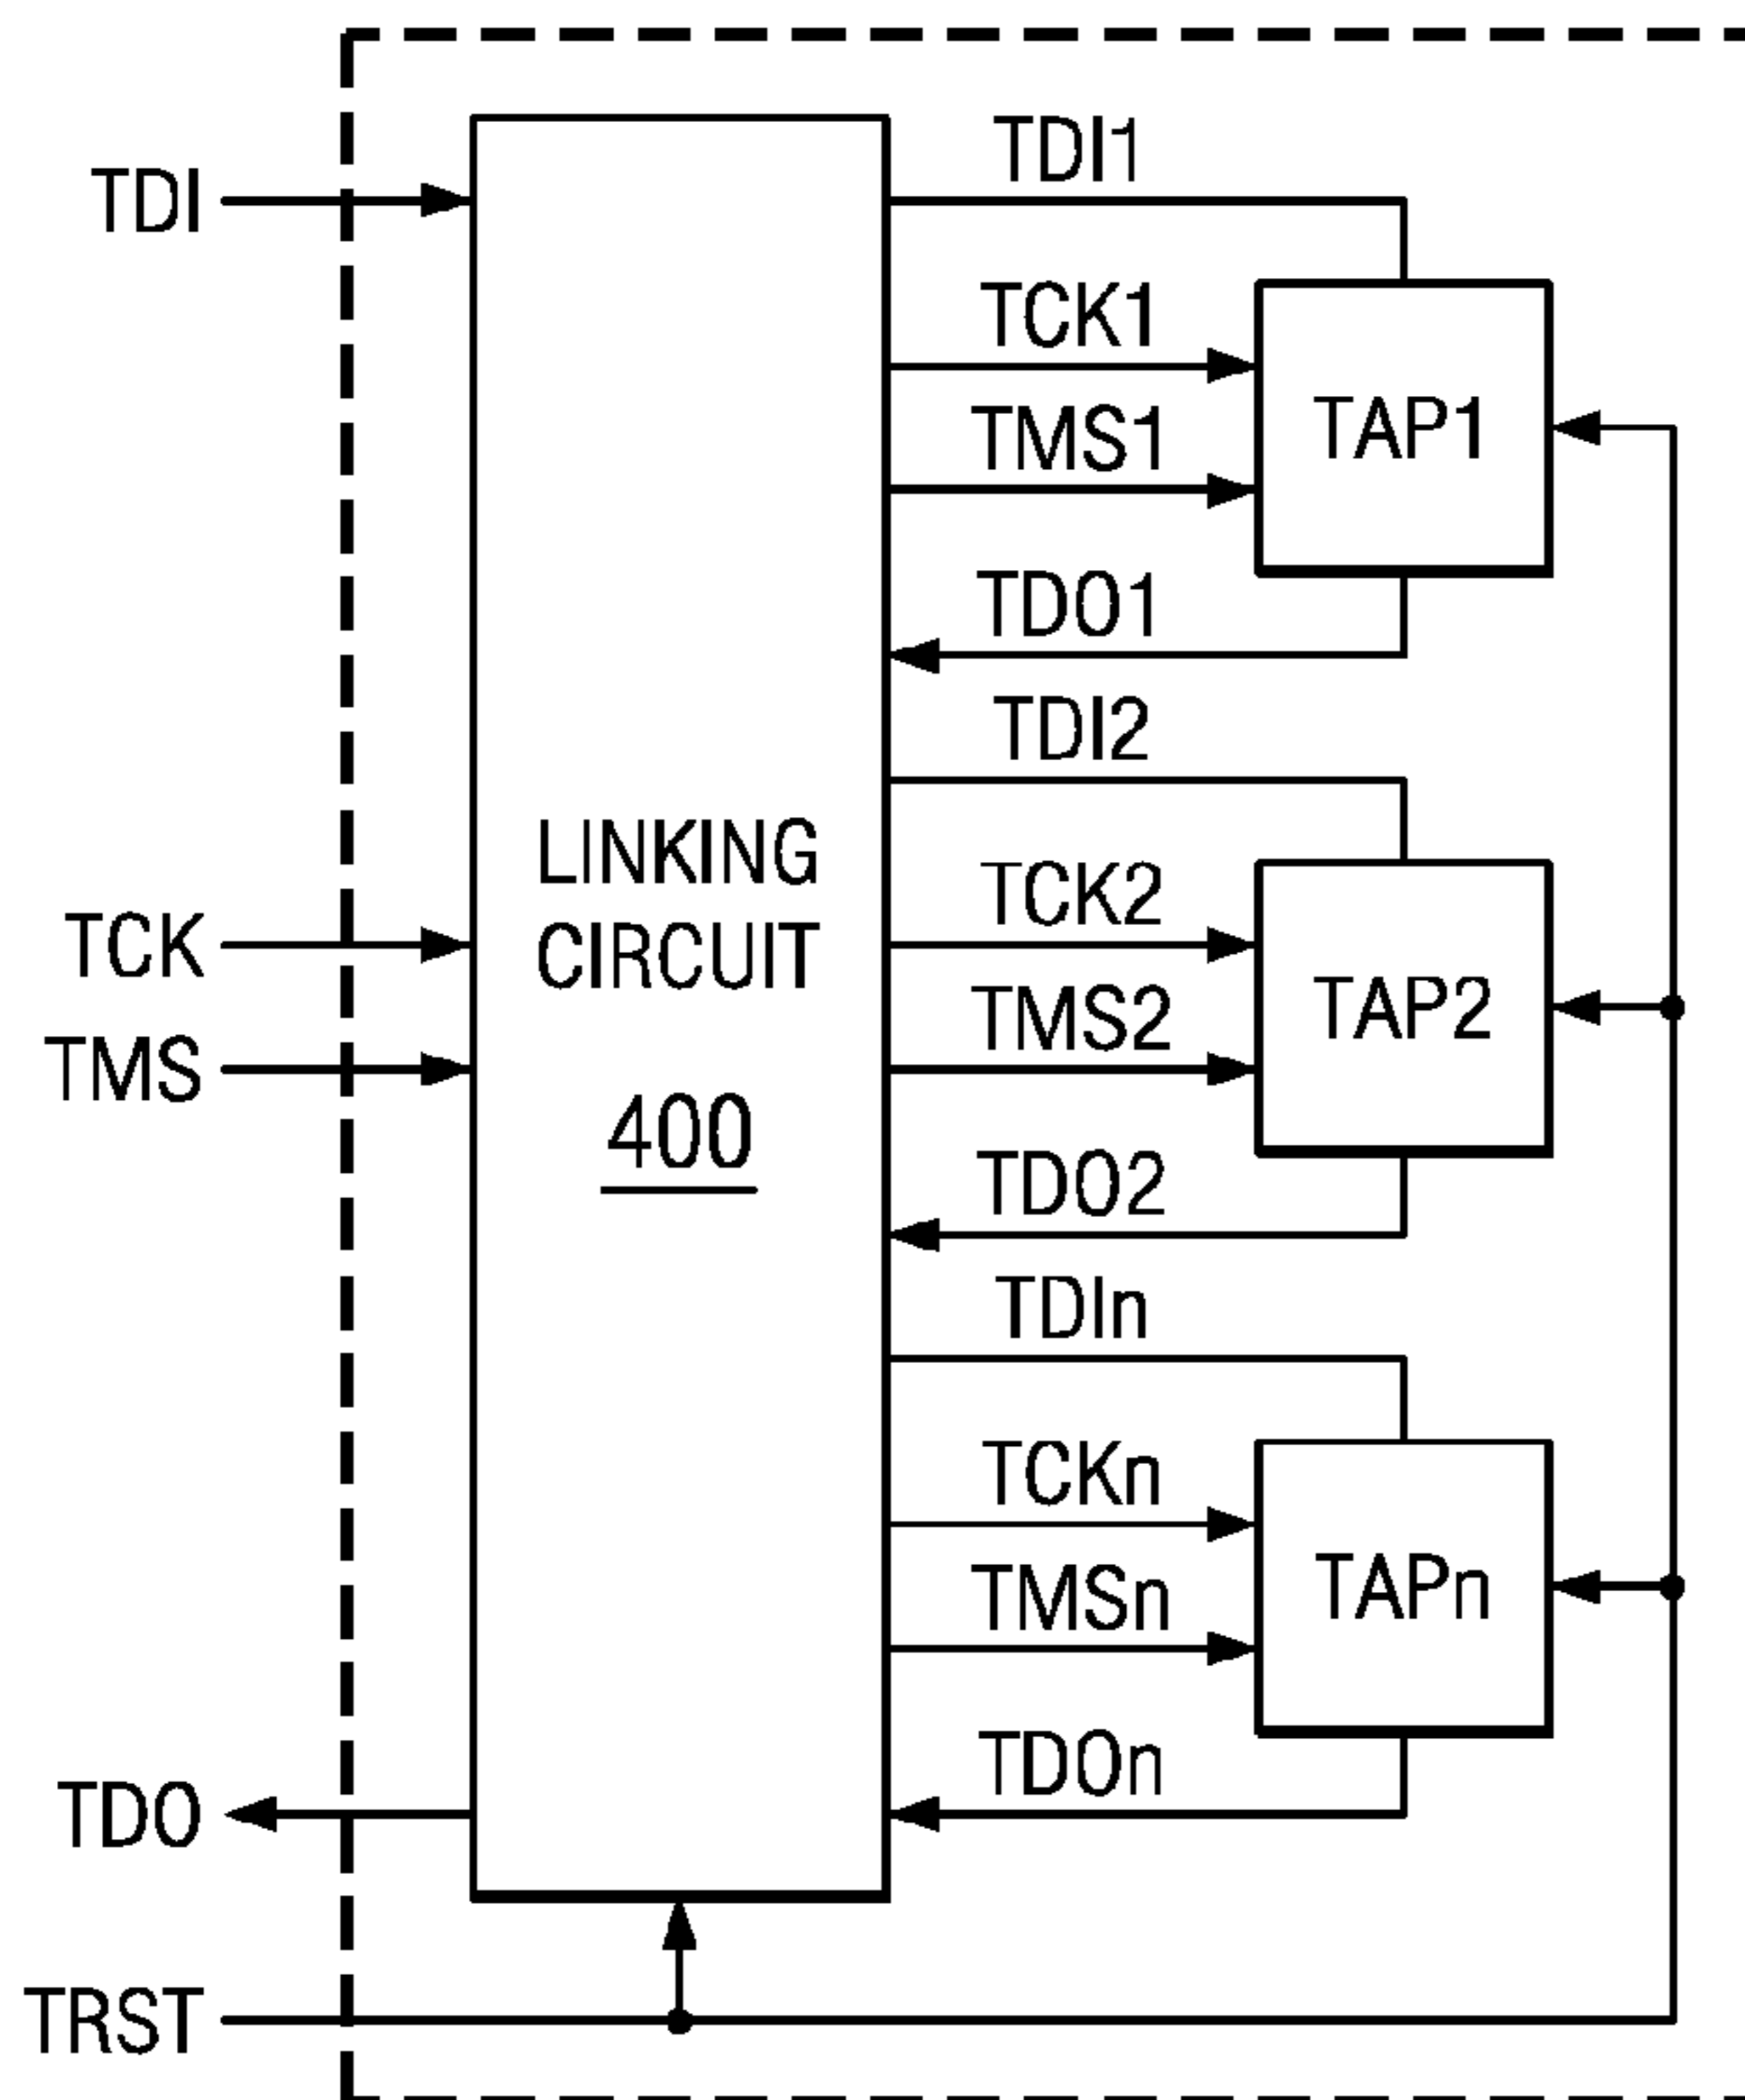 TDI
TCK
TMS
TDO
TRST
LINKING
CIRCUIT
400
TDI1
TCK1
TMS1
TDO1
TAP1
TDI2
TCK2
TMS2
TDO2
TAP2
TDIn
TCKn
TMSn
TDOn
TAPn